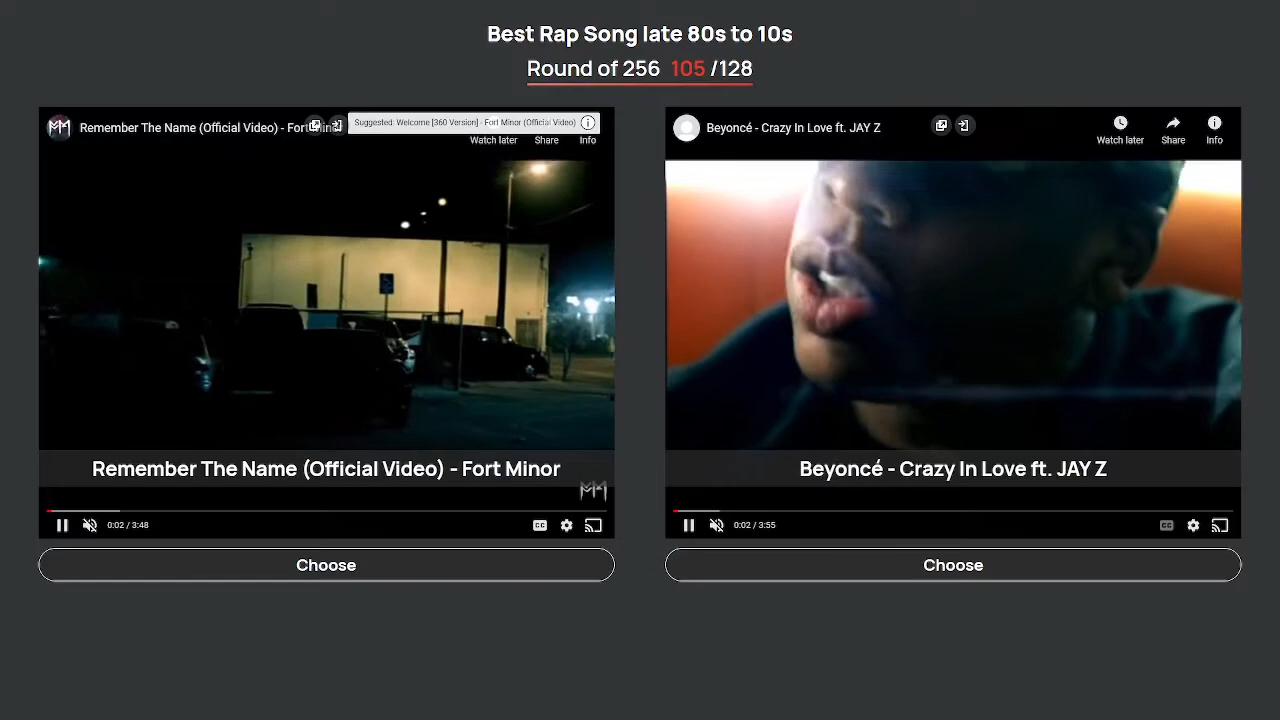 Best Rap Song late 80s to 10s
Round of 256 105 /128
Remember The Name (Official Video) - Fort Min
Suggested: Welcome [360 Version] - Fort Minor (Official Video)
Watch later
Share
Info
Beyoncé - Crazy In Love ft. JAY Z
Watch later
Share
Info
Remember The Name (Official Video) - Fort Minor
Beyoncé - Crazy In Love ft. JAY Z
0:02 / 3:48
CC
0:02 / 3:55
CC
Choose
Choose